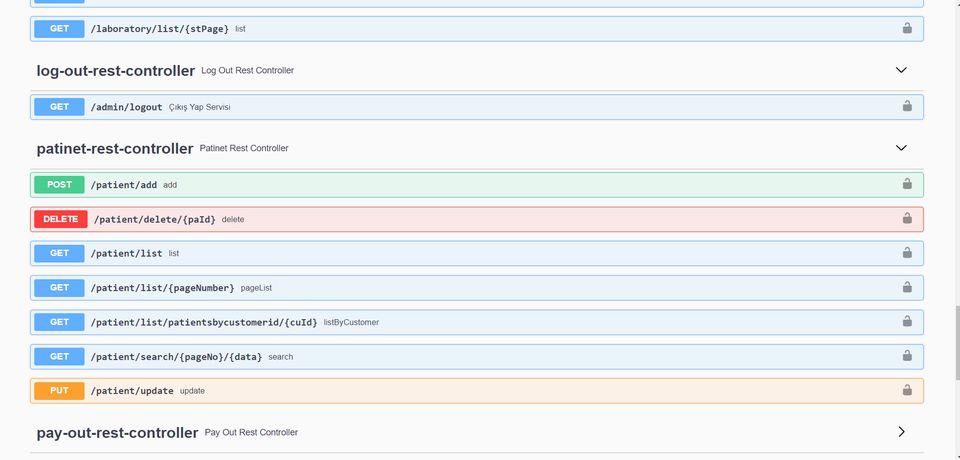 GET /laboratory/list/{stPage} list
log-out-rest-controller Log Out Rest Controller
GET /admin/logout Çıkış Yap Servisi
patinet-rest-controller Patinet Rest Controller
POST /patient/add add
DELETE /patient/delete/{paId} delete
GET /patient/list list
GET /patient/list/{pageNumber} pageList
GET /patient/list/patientsbycustomerid/{cuId} listByCustomer
GET /patient/search/{pageNo}/{data} search
PUT /patient/update update
pay-out-rest-controller Pay Out Rest Controller